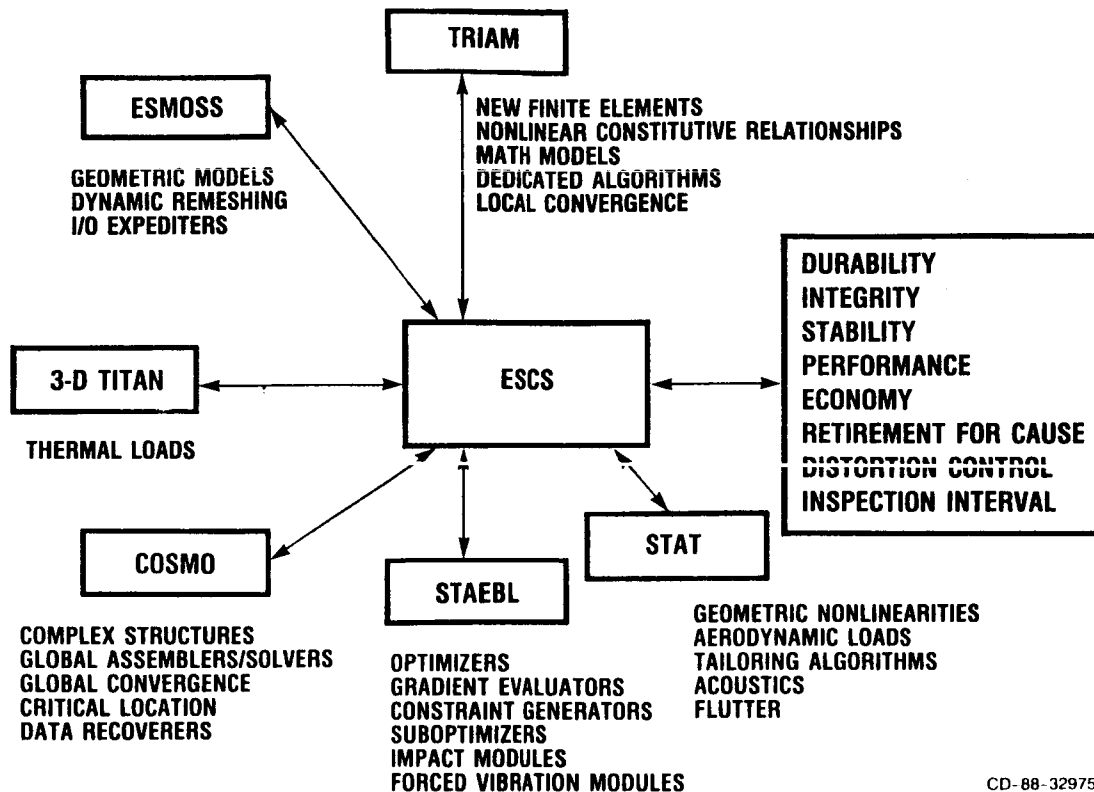 TRIAM
NEW FINITE ELEMENTS
NONLINEAR CONSTITUTIVE RELATIONSHIPS
MATH MODELS
DEDICATED ALGORITHMS
LOCAL CONVERGENCE
ESMOSS
GEOMETRIC MODELS
DYNAMIC REMESHING
I/O EXPEDITERS
3-D TITAN
THERMAL LOADS
ESCS
DURABILITY
INTEGRITY
STABILITY
PERFORMANCE
ECONOMY
RETIREMENT FOR CAUSE
DISTORTION CONTROL
INSPECTION INTERVAL
COSMO
COMPLEX STRUCTURES
GLOBAL ASSEMBLERS/SOLVERS
GLOBAL CONVERGENCE
CRITICAL LOCATION
DATA RECOVERERS
STAEBL
OPTIMIZERS
GRADIENT EVALUATORS
CONSTRAINT GENERATORS
SUBOPTIMIZERS
IMPACT MODULES
FORCED VIBRATION MODULES
STAT
GEOMETRIC NONLINEARITIES
AERODYNAMIC LOADS
TAILORING ALGORITHMS
ACOUSTICS
FLUTTER
CD-88-32975